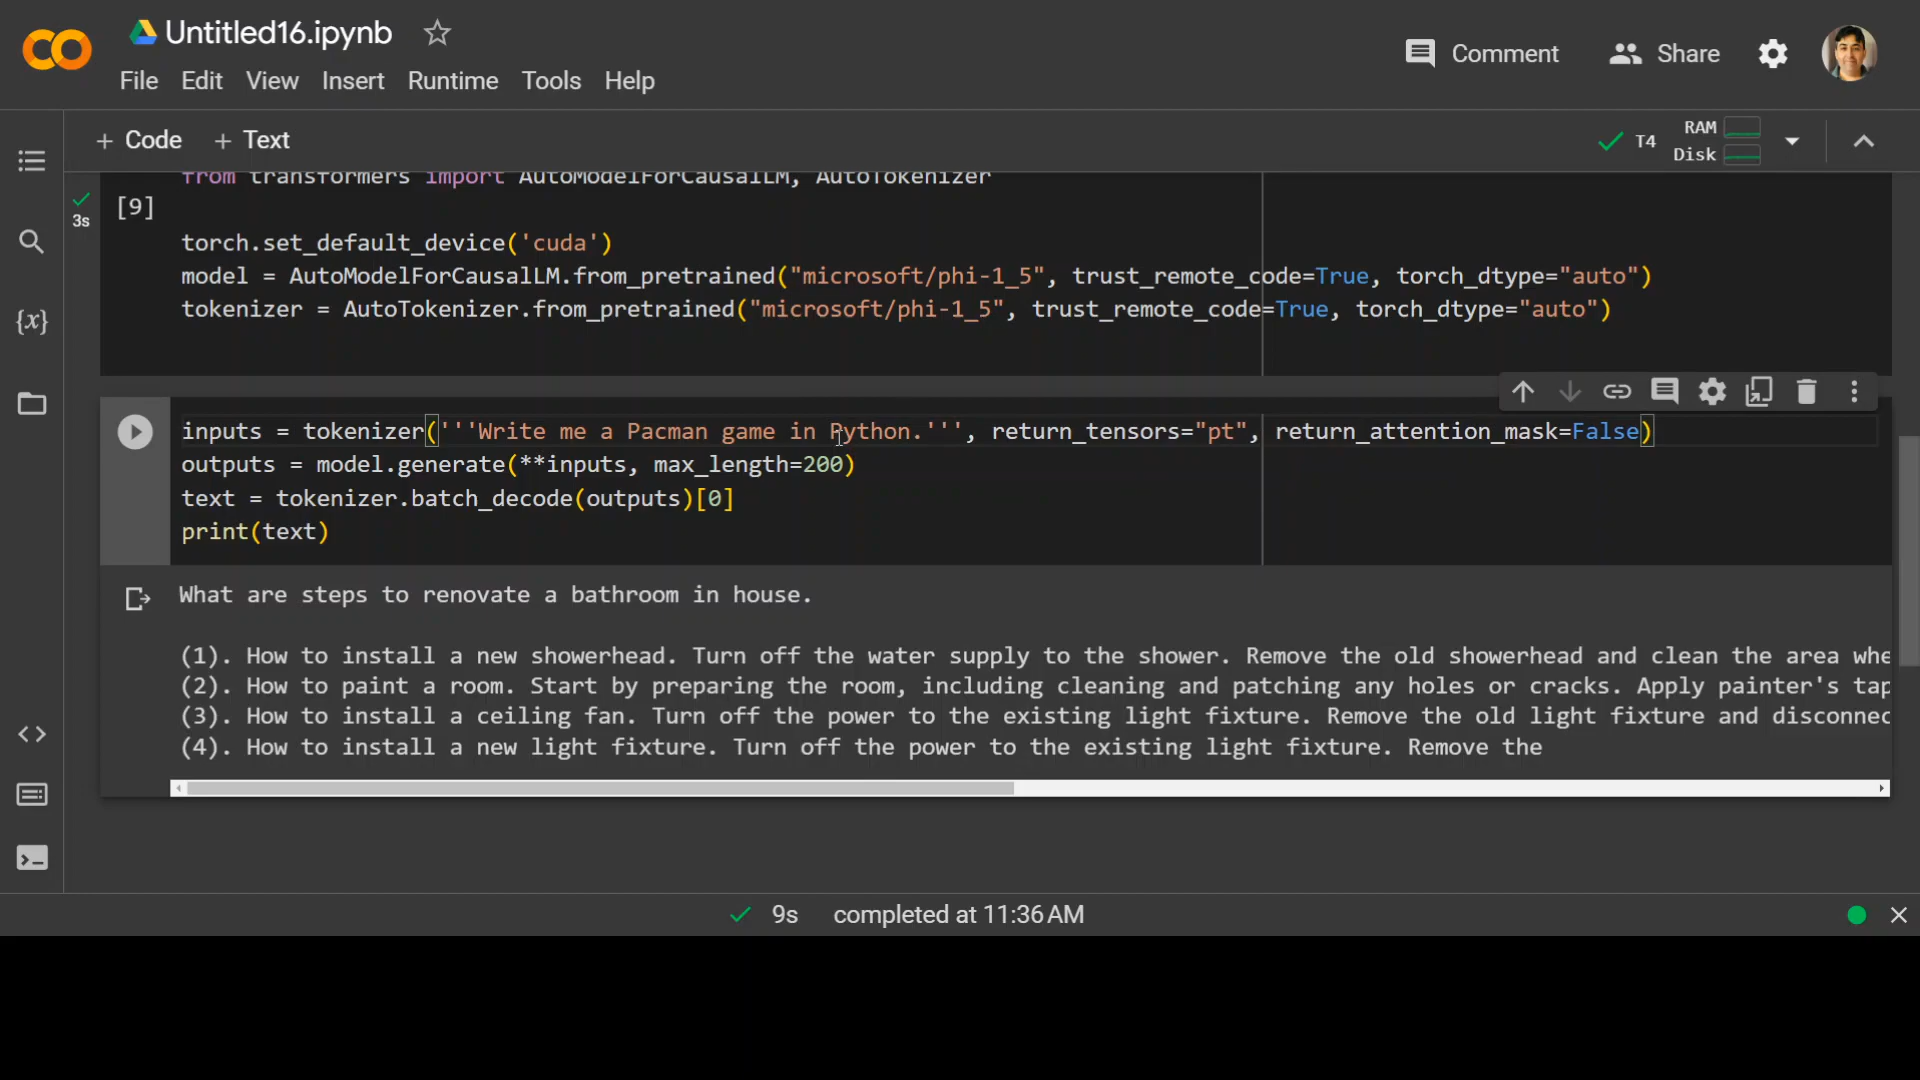 Untitled16.ipynb
File Edit View Insert Runtime Tools Help
Comment Share
+ Code + Text
T4 RAM Disk
from transformers import AutoModelForCausalLM, AutoTokenizer
[9]
3s
torch.set_default_device('cuda')
model = AutoModelForCausalLM.from_pretrained("microsoft/phi-1_5", trust_remote_code=True, torch_dtype="auto")
tokenizer = AutoTokenizer.from_pretrained("microsoft/phi-1_5", trust_remote_code=True, torch_dtype="auto")
inputs = tokenizer('''Write me a Pacman game in Python.''', return_tensors="pt", return_attention_mask=False)
outputs = model.generate(**inputs, max_length=200)
text = tokenizer.batch_decode(outputs)[0]
print(text)
What are steps to renovate a bathroom in house.
(1). How to install a new showerhead. Turn off the water supply to the shower. Remove the old showerhead and clean the area whe
(2). How to paint a room. Start by preparing the room, including cleaning and patching any holes or cracks. Apply painter's tap
(3). How to install a ceiling fan. Turn off the power to the existing light fixture. Remove the old light fixture and disconnec
(4). How to install a new light fixture. Turn off the power to the existing light fixture. Remove the
9s completed at 11:36 AM